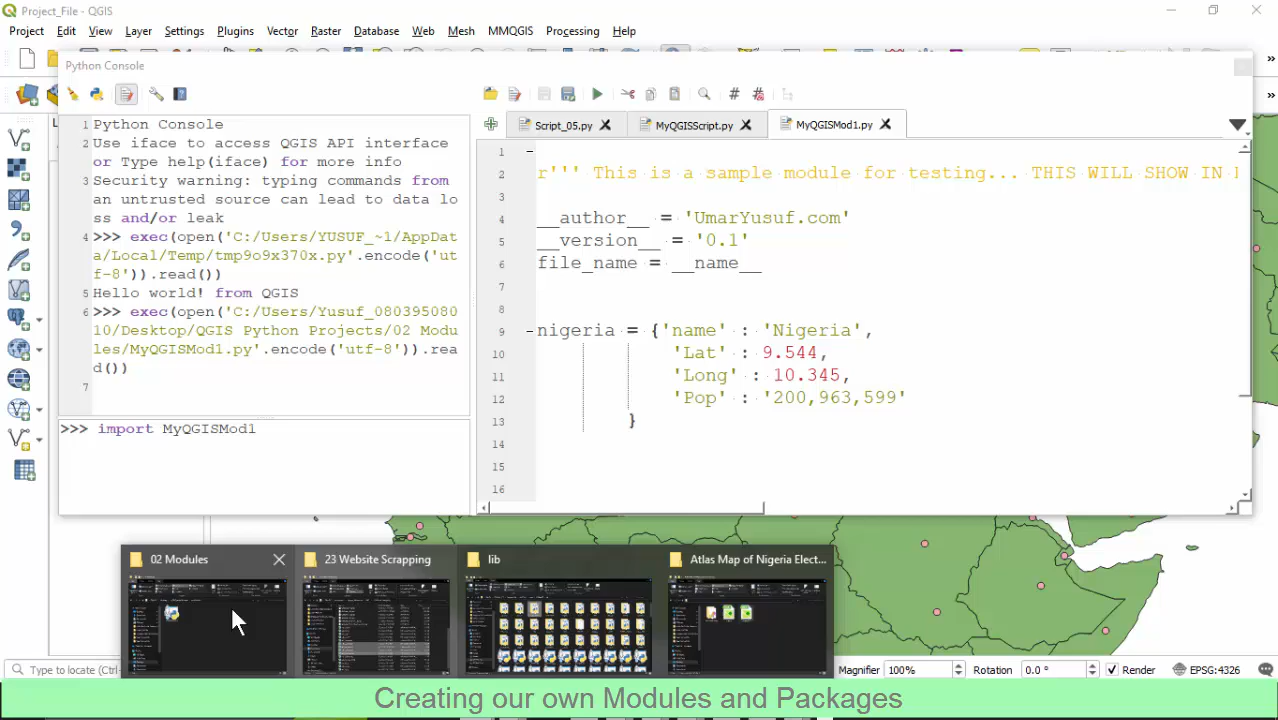 Project_File - QGIS
Project Edit View Layer Settings Plugins Vector Raster Database Web Mesh MMQGIS Processing Help
Python Console
Script_05.py MyQGISScript.py MyQGISMod1.py
1 Python Console
2 Use iface to access QGIS API interface
or Type help(iface) for more info
3 Security warning: typing commands from
an untrusted source can lead to data lo
ss and/or leak
4 >>> exec(open('C:/Users/YUSUF_~1/AppDat
a/Local/Temp/tmp9o9x370x.py'.encode('ut
f-8')).read())
5 Hello world! from QGIS
6 >>> exec(open('C:/Users/Yusuf_080395080
10/Desktop/QGIS Python Projects/02 Modu
les/MyQGISMod1.py'.encode('utf-8')).rea
d())
7
>>> import MyQGISMod1
1
2 r''' This is a sample module for testing... THIS WILL SHOW IN
3
4 __author__ = 'UmarYusuf.com'
5 __version__ = '0.1'
6 file_name = __name__
7
8
9 nigeria = {'name' : 'Nigeria',
10 'Lat' : 9.544,
11 'Long' : 10.345,
12 'Pop' : '200,963,599'
13 }
14
15
16
02 Modules 23 Website Scrapping lib Atlas Map of Nigeria Elect...
Type to locate (Ctrl- Magnifier 100% Rotation 0.0 ° Render EPSG:4326
Creating our own Modules and Packages